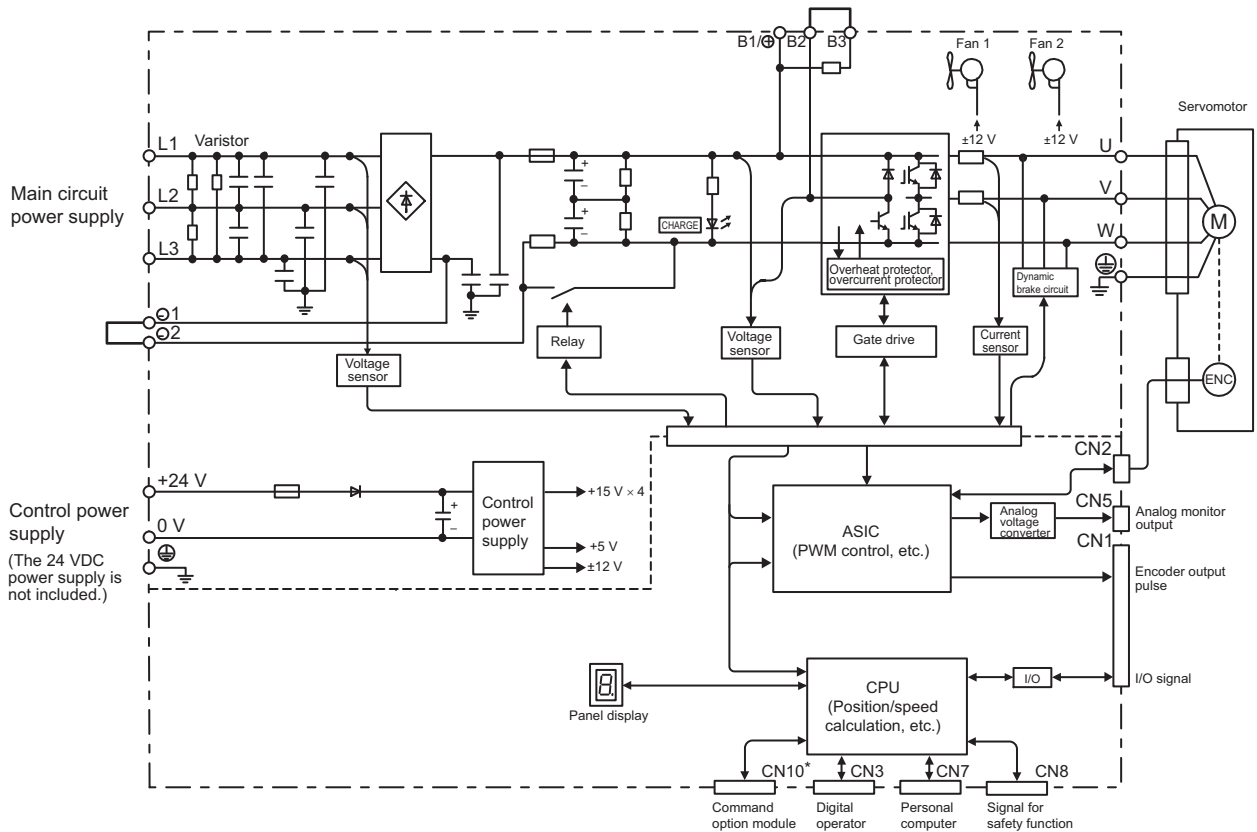 B1/⊕ B2 B3
Fan 1
Fan 2
±12 V
±12 V
Servomotor
Varistor
L1
L2
L3
Main circuit
power supply
⊖1
⊖2
CHARGE
Overheat protector,
overcurrent protector
U
V
W
M
ENC
Dynamic
brake circuit
Voltage
sensor
Relay
Voltage
sensor
Gate drive
Current
sensor
+
–
+
–
+24 V
0 V
Control power
supply
(The 24 VDC
power supply is
not included.)
+
–
Control
power
supply
+15 V × 4
+5 V
±12 V
ASIC
(PWM control, etc.)
Analog
voltage
converter
CN2
CN5
Analog monitor
output
CN1
Encoder output
pulse
I/O
I/O signal
CPU
(Position/speed
calculation, etc.)
8.
Panel display
CN10*
CN3
CN7
CN8
Command
option module
Digital
operator
Personal
computer
Signal for
safety function